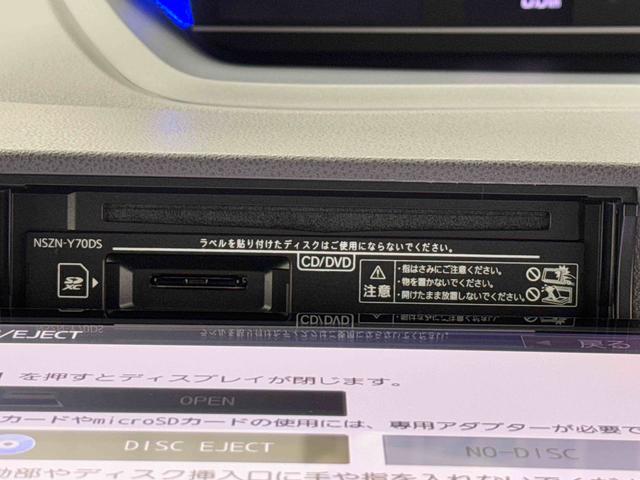 NSZN-Y70DS
ラベルを貼り付けたディスクはご使用にならないでください。
CD/DVD
SD
XC
注意
・指はさみにご注意ください。
・物を置かないでください。
・開けたまま放置しないでください。
/EJECT
戻る
を押すとディスプレイが閉じます。
OPEN
カードやmicroSDカードの使用には、専用アダプターが必要で
DISC EJECT
NO-DISC
動部やディスク挿入口に手や指を入れないでくだ